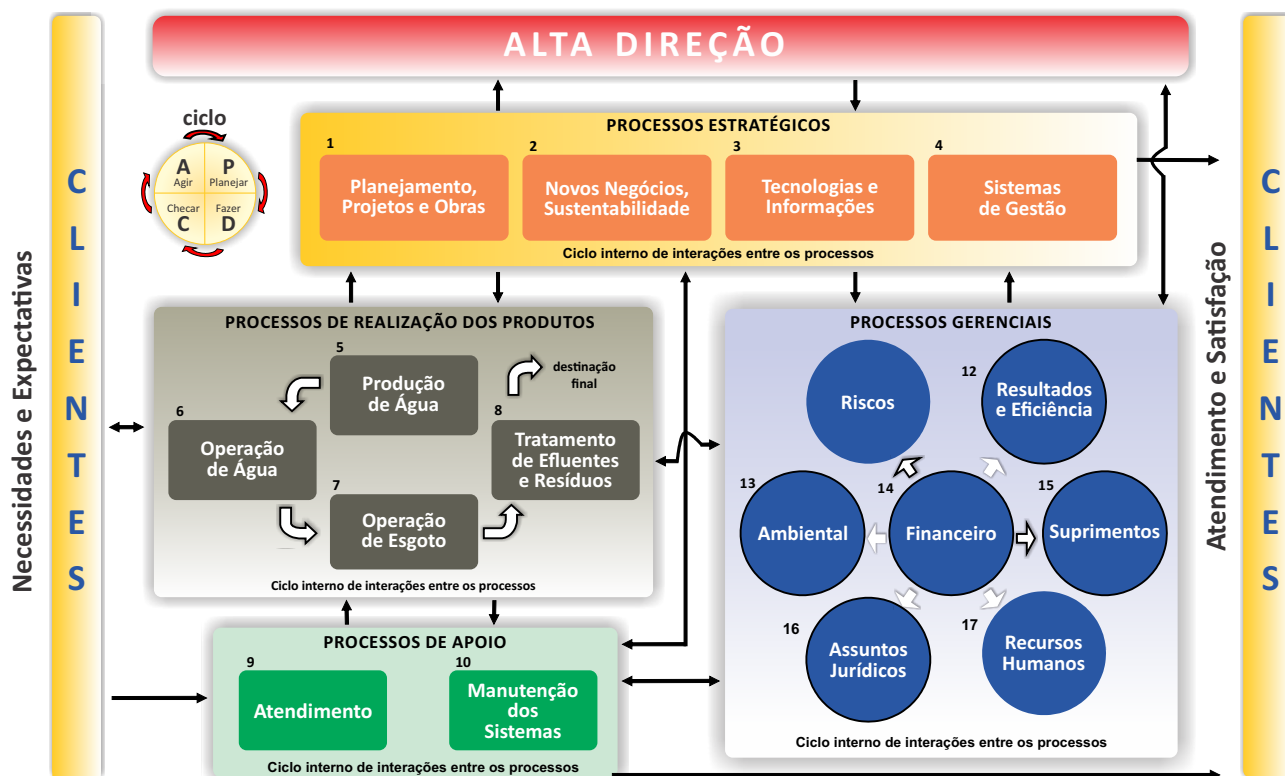 ALTA DIREÇÃO
CLIENTES
Necessidades e Expectativas
ciclo
A
Agir
P
Planejar
Checar
C
Fazer
D
PROCESSOS ESTRATÉGICOS
1
Planejamento,
Projetos e Obras
2
Novos Negócios,
Sustentabilidade
3
Tecnologias e
Informações
4
Sistemas
de Gestão
Ciclo interno de interações entre os processos
PROCESSOS DE REALIZAÇÃO DOS PRODUTOS
5
Produção
de Água
destinação
final
6
Operação
de Água
7
Operação
de Esgoto
8
Tratamento
de Efluentes
e Resíduos
Ciclo interno de interações entre os processos
PROCESSOS GERENCIAIS
Riscos
12
Resultados
e Eficiência
13
Ambiental
14
Financeiro
15
Suprimentos
16
Assuntos
Jurídicos
17
Recursos
Humanos
Ciclo interno de interações entre os processos
PROCESSOS DE APOIO
9
Atendimento
10
Manutenção
dos
Sistemas
Ciclo interno de interações entre os processos
Atendimento e Satisfação
CLIENTES